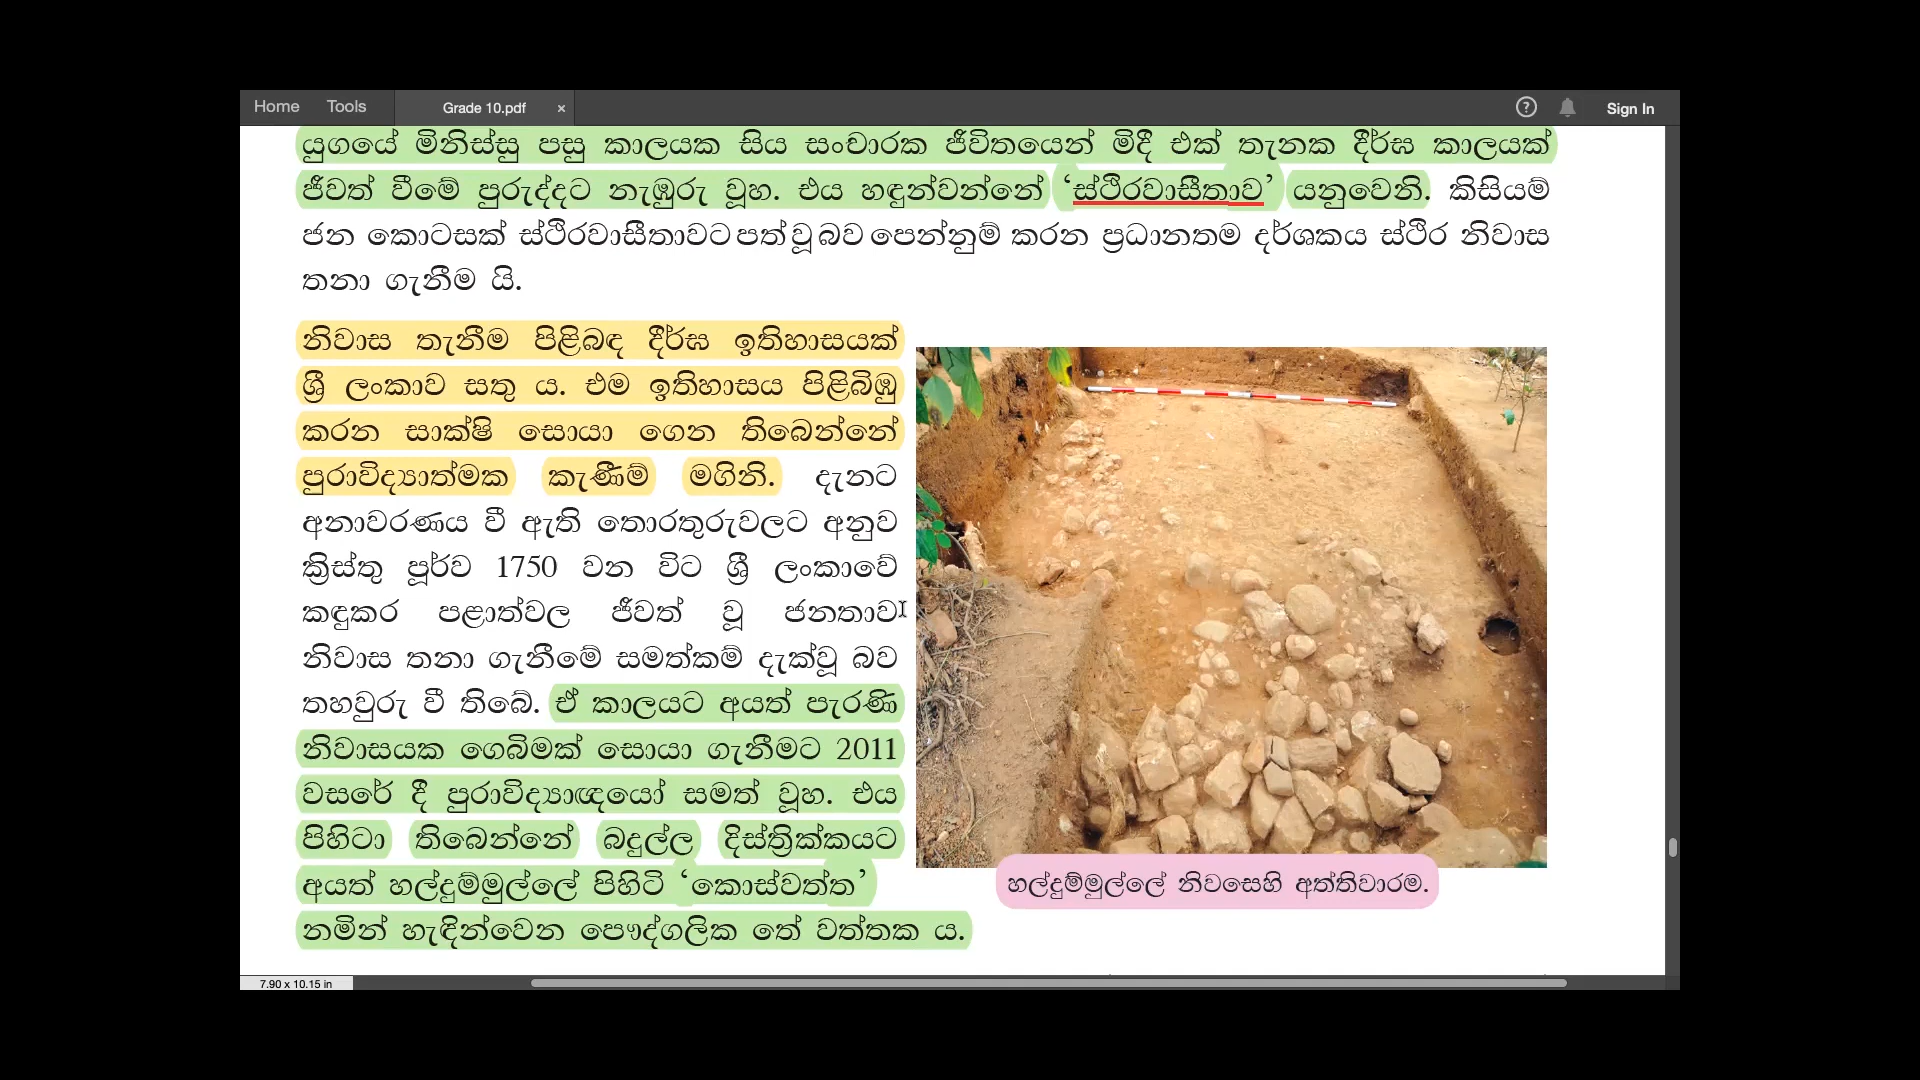 Home Tools Grade 10.pdf × ? Sign In
යුගයේ මිනිස්සු පසු කාලයක සිය සංචාරක ජීවිතයෙන් මිදී එක් තැනක දීර්ඝ කාලයක්
ජීවත් වීමේ පුරුද්දට නැඹුරු වූහ. එය හඳුන්වන්නේ ‘ස්ථිරවාසීතාව’ යනුවෙනි. කිසියම්
ජන කොටසක් ස්ථිරවාසීතාවට පත් වූ බව පෙන්නුම් කරන ප්‍රධානතම දර්ශකය ස්ථිර නිවාස
තනා ගැනීම යි.
නිවාස තැනීම පිළිබඳ දීර්ඝ ඉතිහාසයක්
ශ්‍රී ලංකාව සතු ය. එම ඉතිහාසය පිළිබිඹු
කරන සාක්ෂි සොයා ගෙන තිබෙන්නේ
පුරාවිද්‍යාත්මක කැණීම් මගිනි. දැනට
අනාවරණය වී ඇති තොරතුරුවලට අනුව
ක්‍රිස්තු පූර්ව 1750 වන විට ශ්‍රී ලංකාවේ
කඳුකර පළාත්වල ජීවත් වූ ජනතාව
නිවාස තනා ගැනීමේ සමත්කම් දැක්වූ බව
තහවුරු වී තිබේ. ඒ කාලයට අයත් පැරණි
නිවාසයක ගෙබිමක් සොයා ගැනීමට 2011
වසරේ දී පුරාවිද්‍යාඥයෝ සමත් වූහ. එය
පිහිටා තිබෙන්නේ බදුල්ල දිස්ත්‍රික්කයට
අයත් හල්දුම්මුල්ලේ පිහිටි ‘කොස්වත්ත’
නමින් හැඳින්වෙන පෞද්ගලික තේ වත්තක ය.
හල්දුම්මුල්ලේ නිවසෙහි අත්තිවාරම.
7.90 x 10.15 in